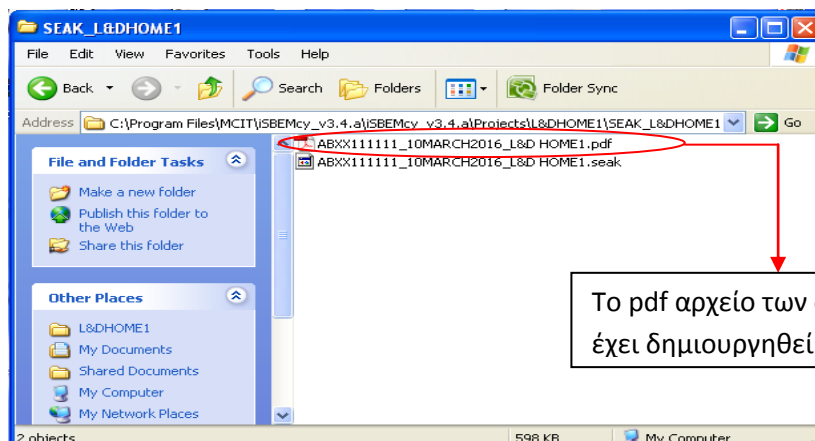 SEAK_L&DHOME1
File Edit View Favorites Tools Help
Back Search Folders Folder Sync
Address C:\Program Files\MCIT\iSBEMcy_v3.4.a\iSBEMcy_v3.4.a\Projects\L&DHOME1\SEAK_L&DHOME1 Go
File and Folder Tasks
Make a new folder
Publish this folder to
the Web
Share this folder
Other Places
L&DHOME1
My Documents
Shared Documents
My Computer
My Network Places
ABXX111111_10MARCH2016_L&D HOME1.pdf
ABXX111111_10MARCH2016_L&D HOME1.seak
Το pdf αρχείο των
έχει δημιουργηθεί
2 objects 598 KB My Computer